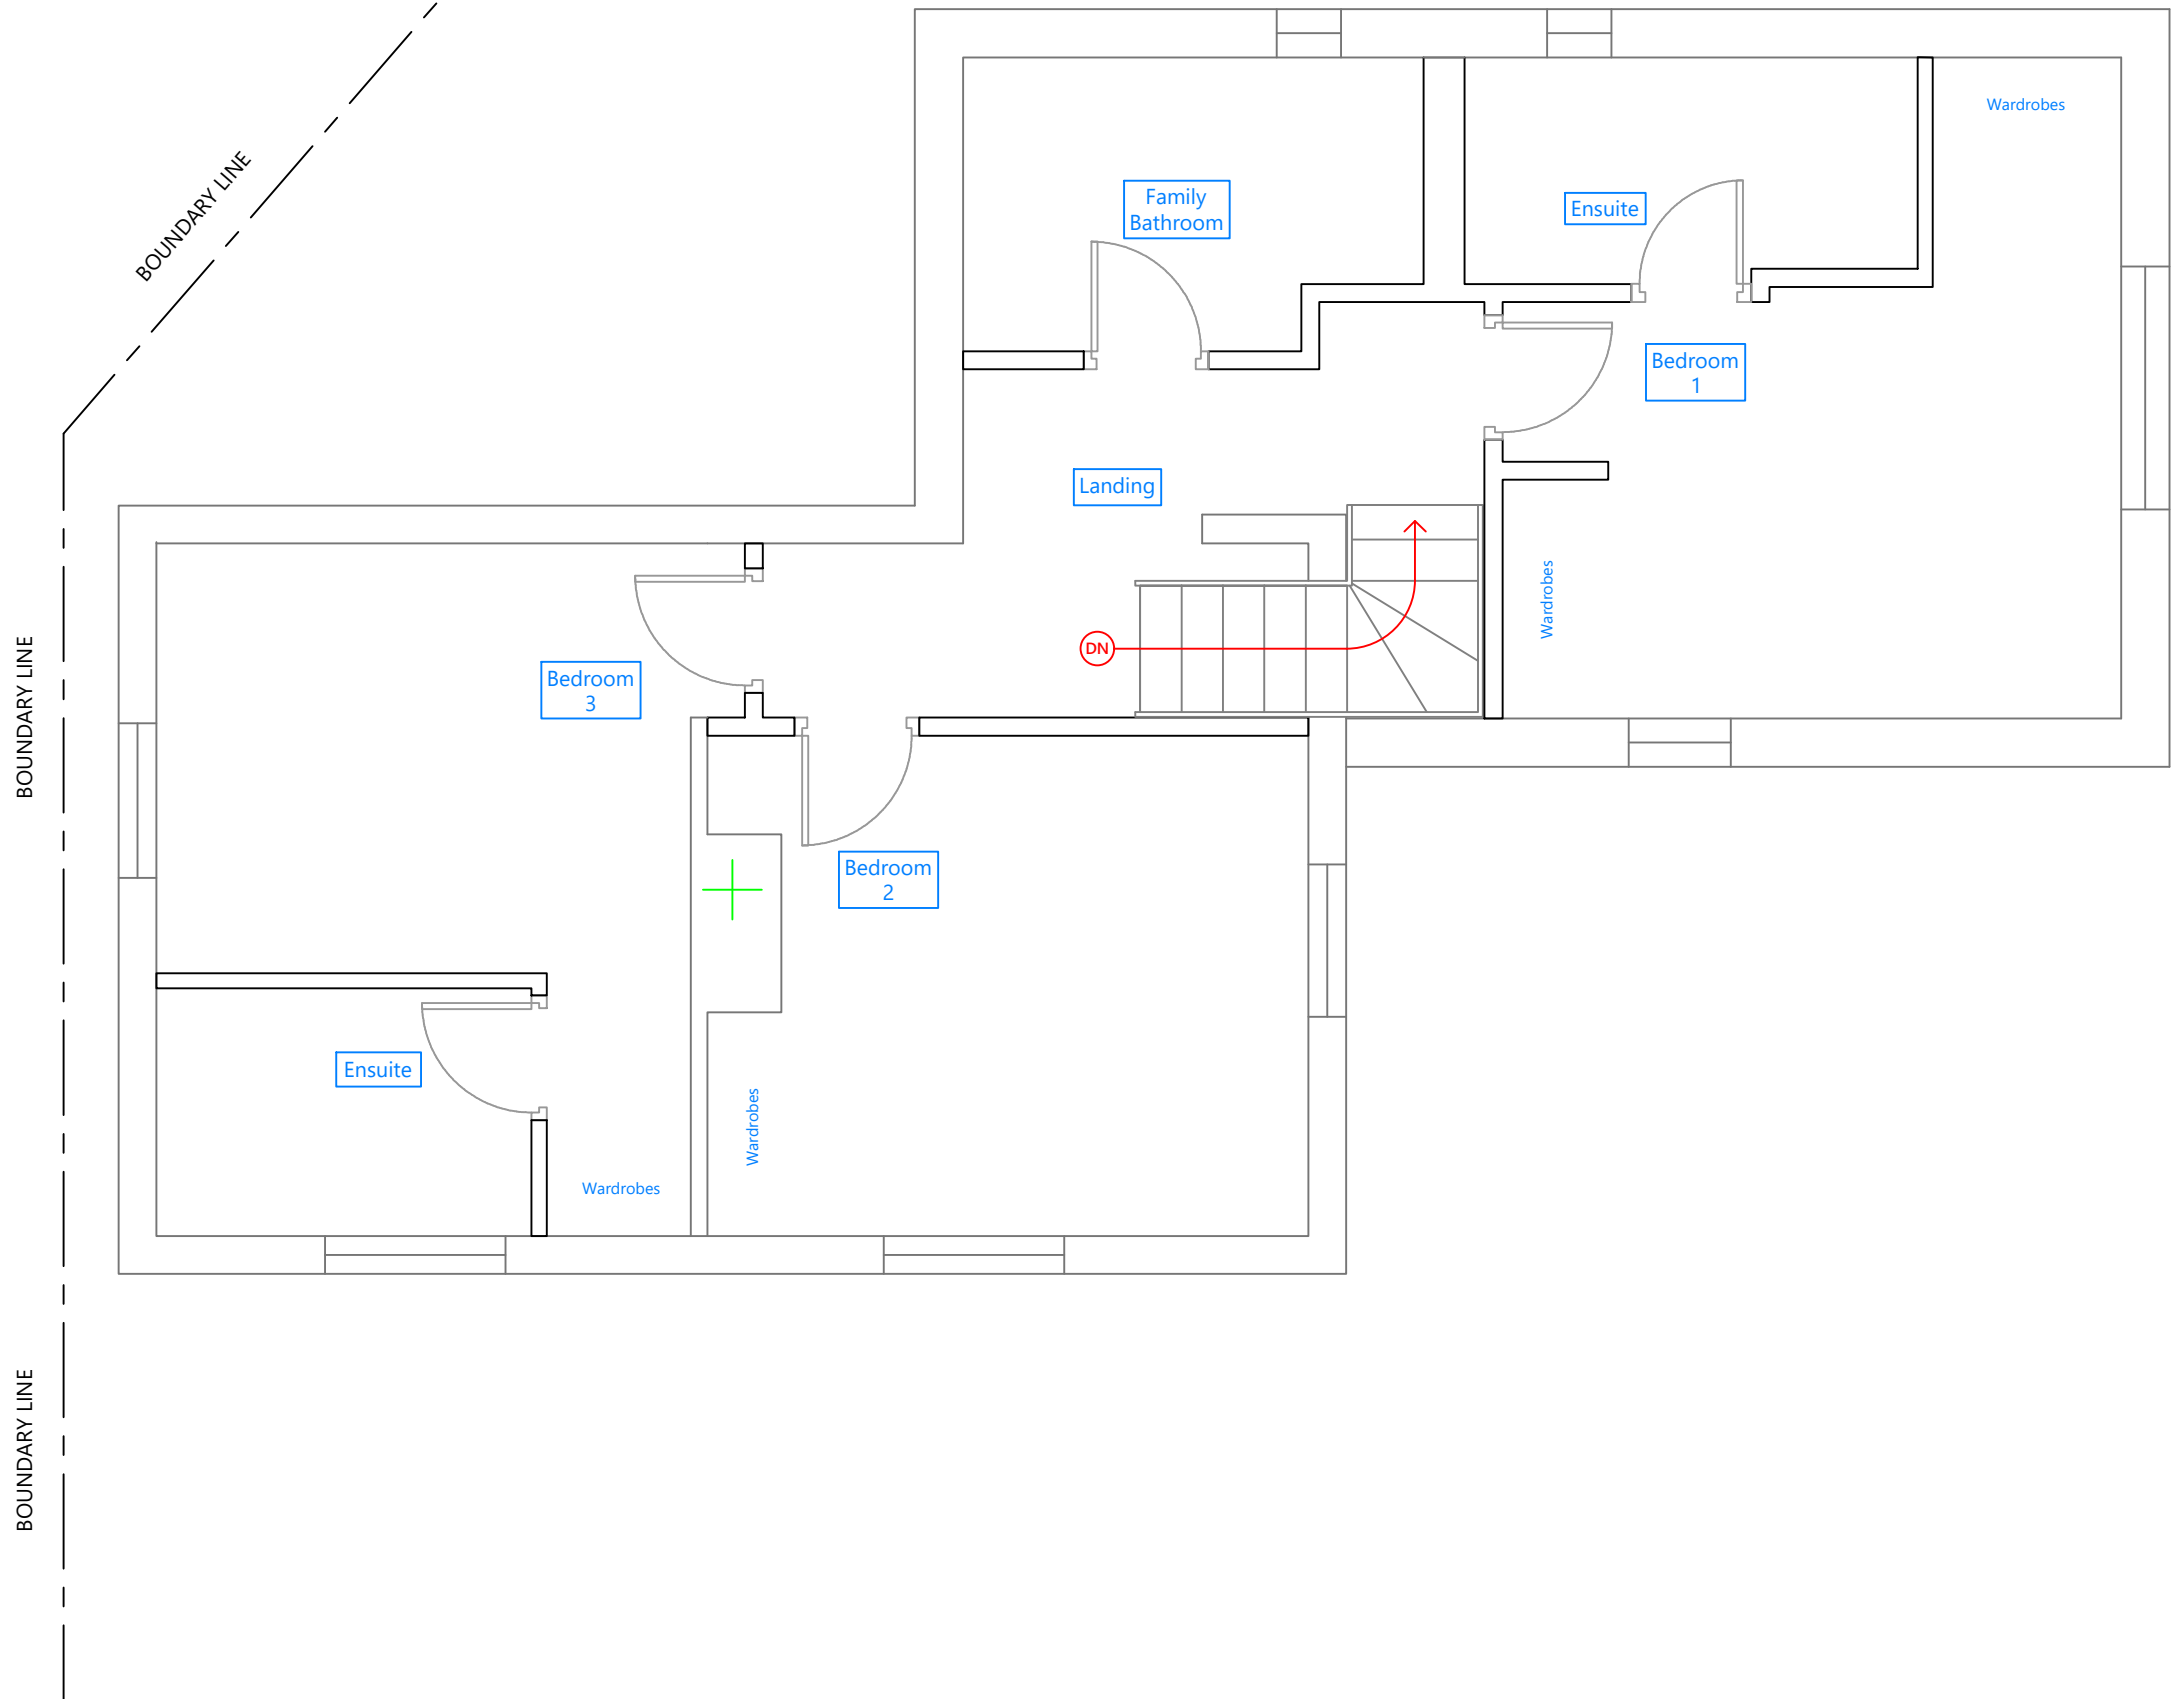 BOUNDARY LINE
Wardrobes
Family
Bathroom
Ensuite
Bedroom
1
Landing
Wardrobes
DN
BOUNDARY LINE
Bedroom
3
Bedroom
2
Ensuite
Wardrobes
Wardrobes
BOUNDARY LINE